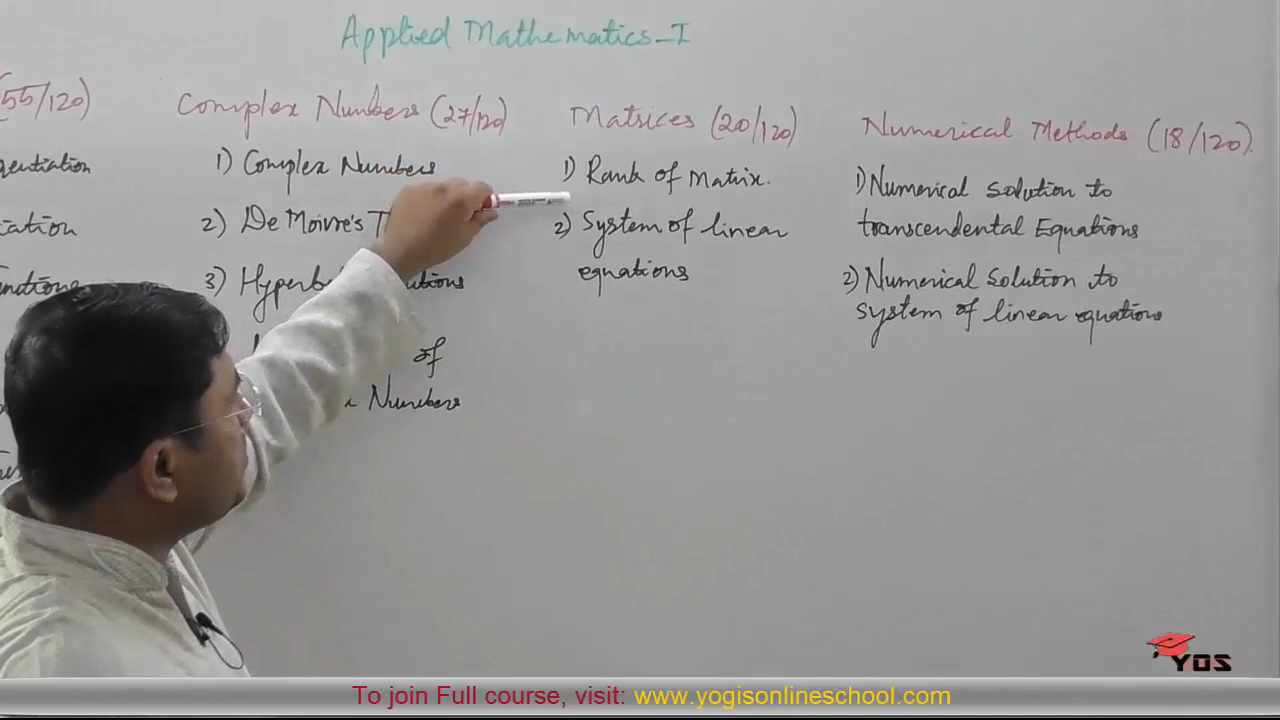 Applied Mathematics-I
(55/120)
Complex Numbers (27/120)
1) Complex Numbers
2) De Moivre's
3)
of
Numbers
Matrices (20/120)
1) Rank of Matrix.
2) System of linear
equations
Numerical Methods (18/120).
1) Numerical solution to
transcendental Equations
2) Numerical Solution to
system of linear equations
YOS
To join Full course, visit: www.yogisonlineschool.com